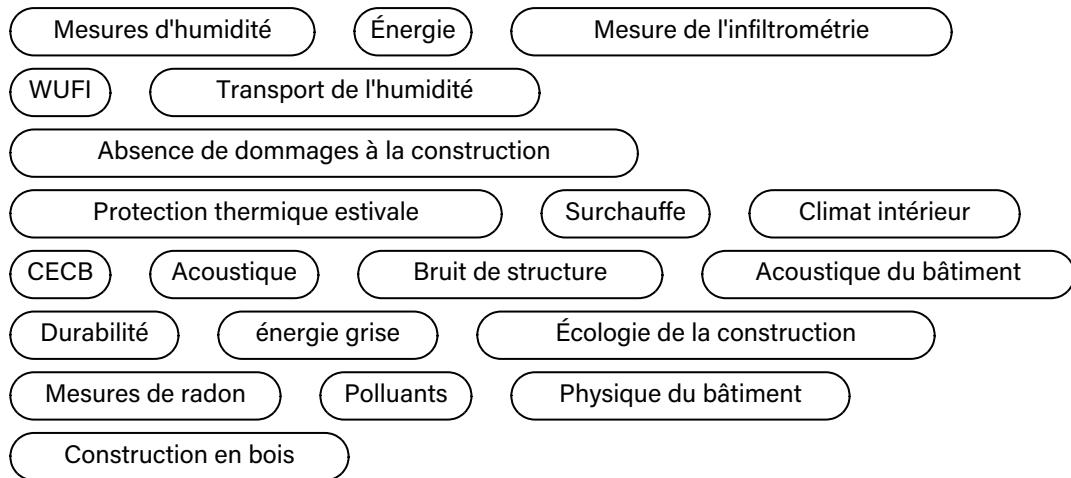 Mesures d'humidité Énergie Mesure de l'infiltrométrie
WUFI Transport de l'humidité
Absence de dommages à la construction
Protection thermique estivale Surchauffe Climat intérieur
CECB Acoustique Bruit de structure Acoustique du bâtiment
Durabilité énergie grise Écologie de la construction
Mesures de radon Polluants Physique du bâtiment
Construction en bois